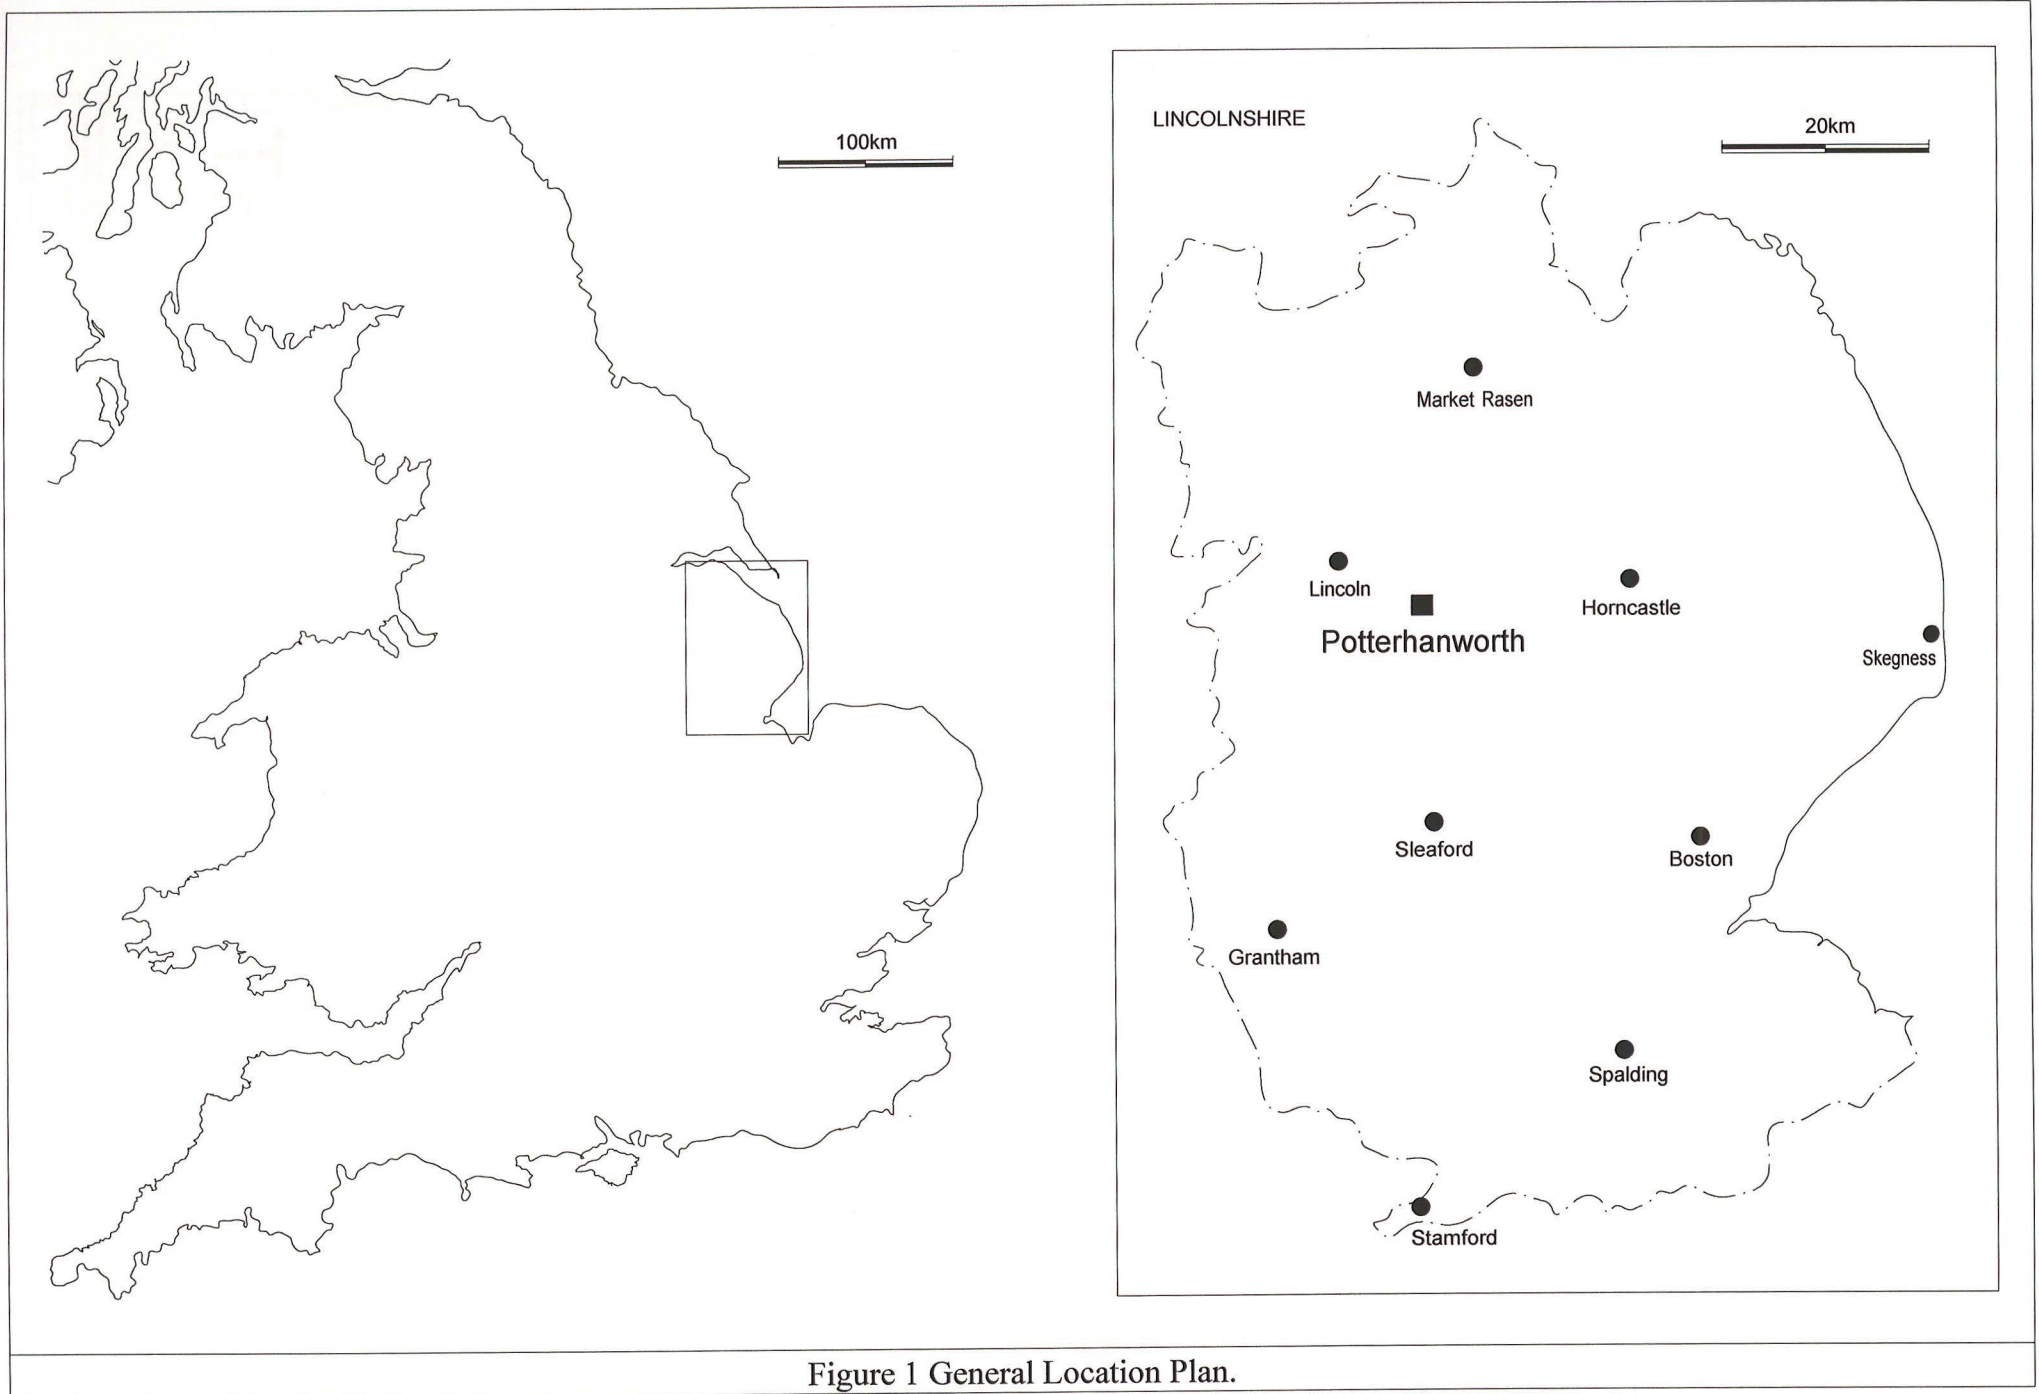 100km
LINCOLNSHIRE
20km
Market Rasen
Lincoln
Horncastle
Potterhanworth
Skegness
Sleaford
Boston
Grantham
Spalding
Stamford
Figure 1 General Location Plan.